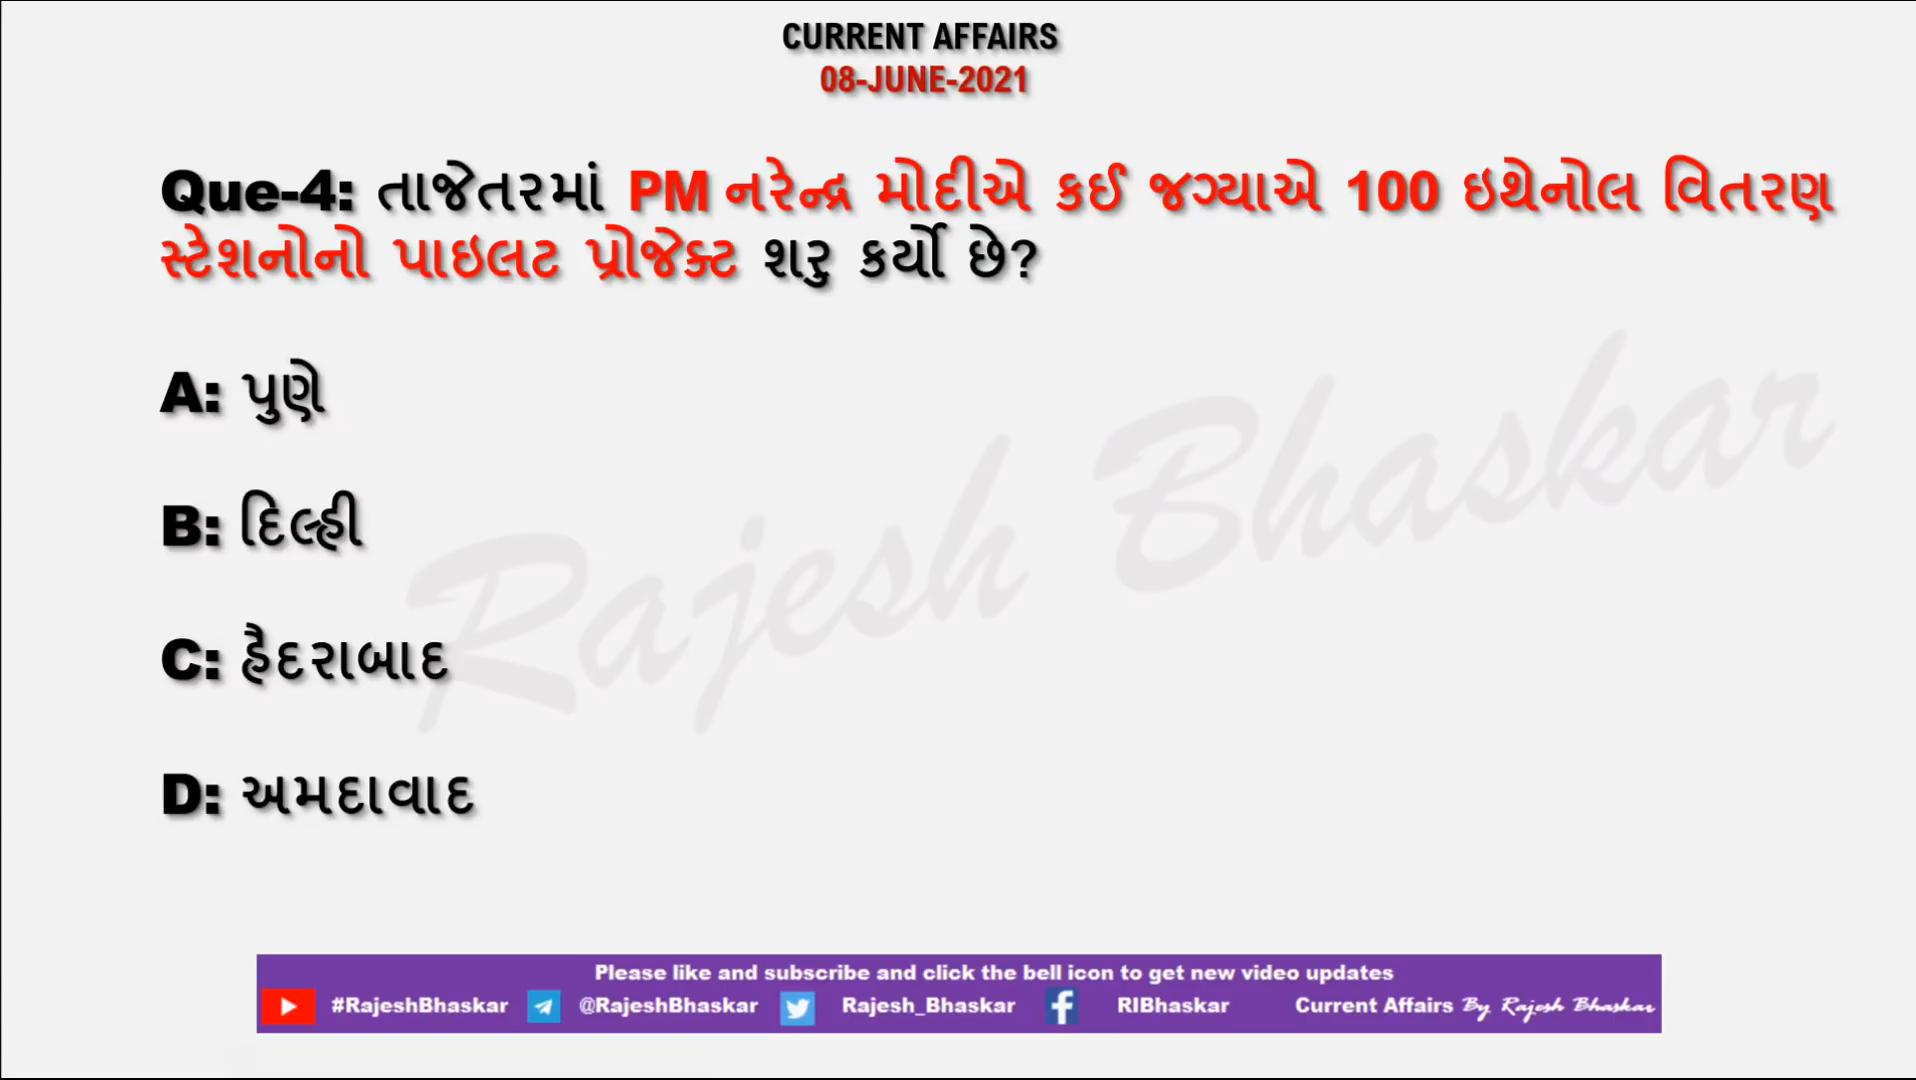 CURRENT AFFAIRS
08-JUNE-2021
Que-4: તાજેતરમાં PM નરેન્દ્ર મોદીએ કઈ જગ્યાએ 100 ઇથેનોલ વિતરણ
સ્ટેશનોનો પાઇલટ પ્રોજેક્ટ શરુ કર્યો છે?
A: પુણે
B: દિલ્હી
C: હૈદરાબાદ
D: અમદાવાદ
Rajesh Bhaskar
Please like and subscribe and click the bell icon to get new video updates
#RajeshBhaskar @RajeshBhaskar Rajesh_Bhaskar RIBhaskar Current Affairs By Rajesh Bhaskar